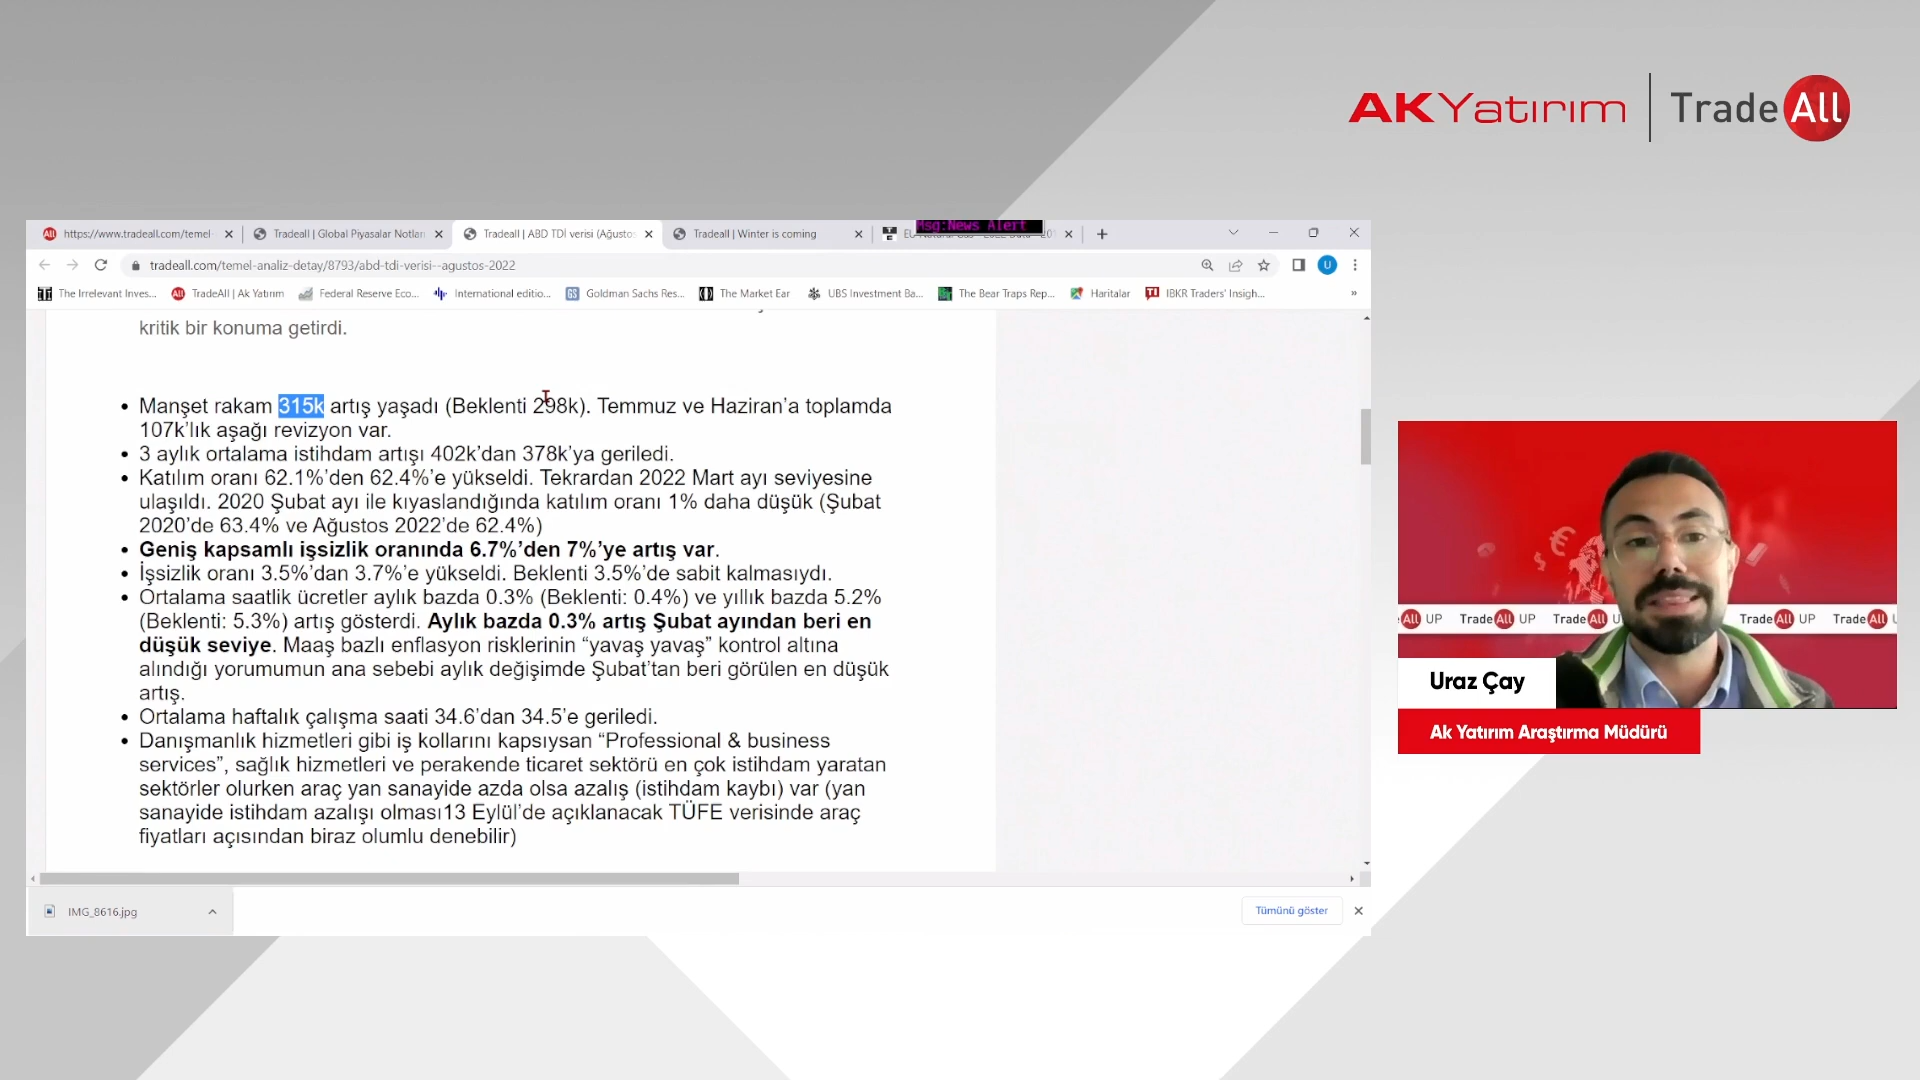 AKYatırım | TradeAll
https://www.tradeall.com/temel-
Tradeall | Global Piyasalar Notları
Tradeall | ABD TDİ verisi (Ağustos
Tradeall | Winter is coming
Msg:News Alert
tradeall.com/temel-analiz-detay/8793/abd-tdi-verisi--agustos-2022
The Irrelevant Inves... TradeAll | Ak Yatırım Federal Reserve Eco... International editio... Goldman Sachs Res... The Market Ear UBS Investment Ba... The Bear Traps Rep... Haritalar IBKR Traders' Insigh...
kritik bir konuma getirdi.
• Manşet rakam 315k artış yaşadı (Beklenti 298k). Temmuz ve Haziran’a toplamda
107k’lık aşağı revizyon var.
• 3 aylık ortalama istihdam artışı 402k’dan 378k’ya geriledi.
• Katılım oranı 62.1%’den 62.4%’e yükseldi. Tekrardan 2022 Mart ayı seviyesine
ulaşıldı. 2020 Şubat ayı ile kıyaslandığında katılım oranı 1% daha düşük (Şubat
2020’de 63.4% ve Ağustos 2022’de 62.4%)
• Geniş kapsamlı işsizlik oranında 6.7%’den 7%’ye artış var.
• İşsizlik oranı 3.5%’dan 3.7%’e yükseldi. Beklenti 3.5%’de sabit kalmasıydı.
• Ortalama saatlik ücretler aylık bazda 0.3% (Beklenti: 0.4%) ve yıllık bazda 5.2%
(Beklenti: 5.3%) artış gösterdi. Aylık bazda 0.3% artış Şubat ayından beri en
düşük seviye. Maaş bazlı enflasyon risklerinin “yavaş yavaş” kontrol altına
alındığı yorumumun ana sebebi aylık değişimde Şubat’tan beri görülen en düşük
artış.
• Ortalama haftalık çalışma saati 34.6’dan 34.5’e geriledi.
• Danışmanlık hizmetleri gibi iş kollarını kapsıysan “Professional & business
services”, sağlık hizmetleri ve perakende ticaret sektörü en çok istihdam yaratan
sektörler olurken araç yan sanayide azda olsa azalış (istihdam kaybı) var (yan
sanayide istihdam azalışı olması13 Eylül’de açıklanacak TÜFE verisinde araç
fiyatları açısından biraz olumlu denebilir)
IMG_8616.jpg
Tümünü göster
All UP TradeAll UP TradeAll U TradeAll UP TradeAll U
Uraz Çay
Ak Yatırım Araştırma Müdürü